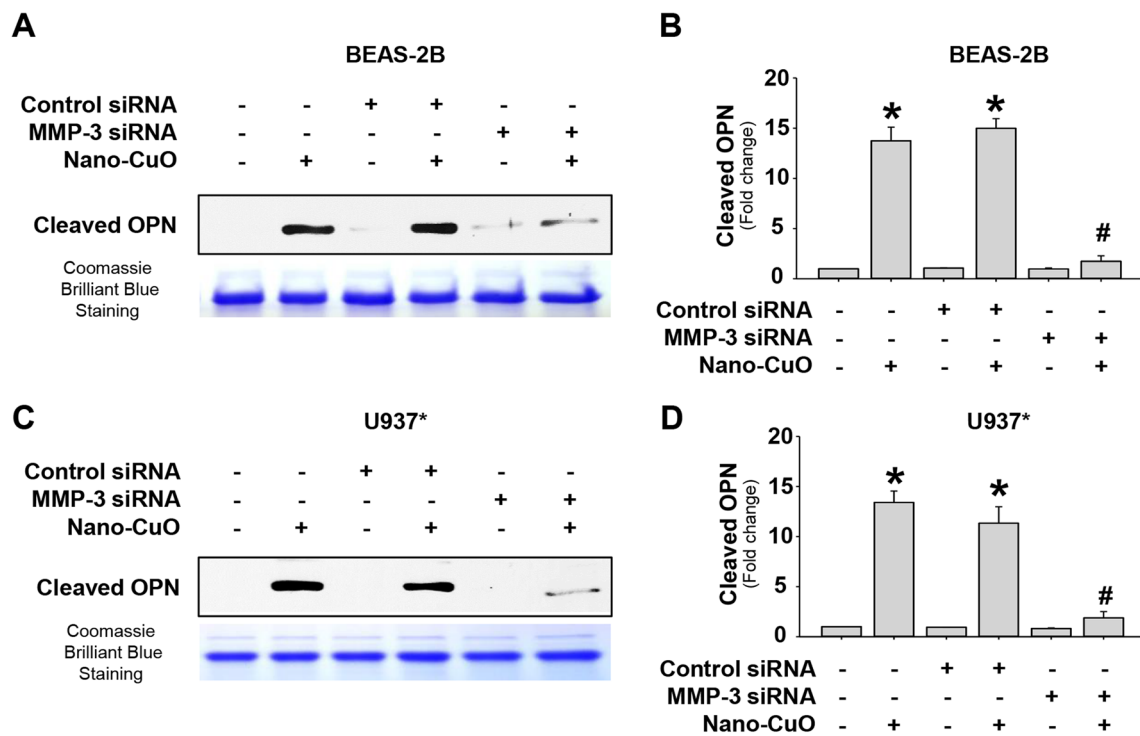 A
BEAS-2B
Control siRNA - - + + - -
MMP-3 siRNA - - - - + +
Nano-CuO - + - + - +
Cleaved OPN
Coomassie
Brilliant Blue
Staining
B
BEAS-2B
Cleaved OPN
(Fold change)
20
15
10
5
0
* * #
Control siRNA - - + + - -
MMP-3 siRNA - - - - + +
Nano-CuO - + - + - +
C
U937*
Control siRNA - - + + - -
MMP-3 siRNA - - - - + +
Nano-CuO - + - + - +
Cleaved OPN
Coomassie
Brilliant Blue
Staining
D
U937*
Cleaved OPN
(Fold change)
20
15
10
5
0
* * #
Control siRNA - - + + - -
MMP-3 siRNA - - - - + +
Nano-CuO - + - + - +